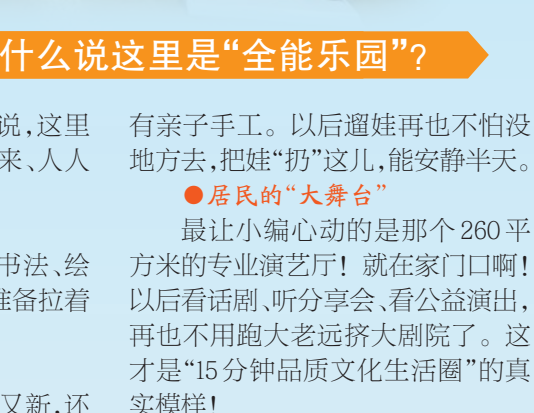 什么说这里是“全能乐园”?
说,这里
来、人人
书法、绘
准备拉着
又新,还
有亲子手工。以后遛娃再也不怕没
地方去,把娃“扔”这儿,能安静半天。
●居民的“大舞台”
最让小编心动的是那个260平
方米的专业演艺厅!就在家门口啊!
以后看话剧、听分享会、看公益演出,
再也不用跑大老远挤大剧院了。这
才是“15分钟品质文化生活圈”的真
实模样!